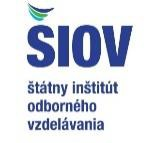 ŠIOV
štátny inštitút
odborného
vzdelávania